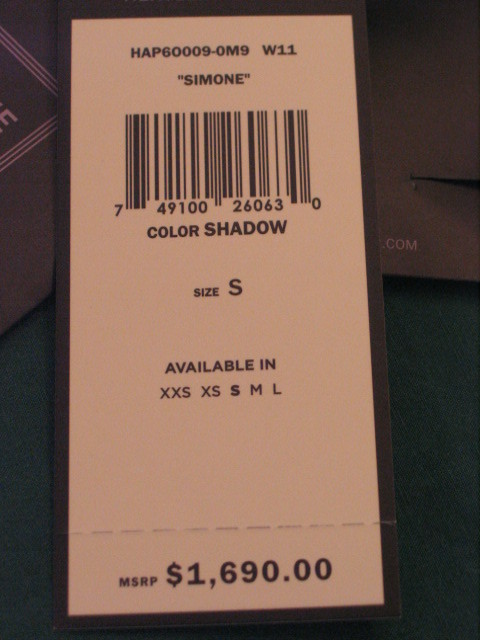 HAP60009-0M9 W11
"SIMONE"
7 49100 26063 0
COLOR SHADOW
SIZE S
AVAILABLE IN
XXS XS S M L
MSRP $1,690.00
.COM